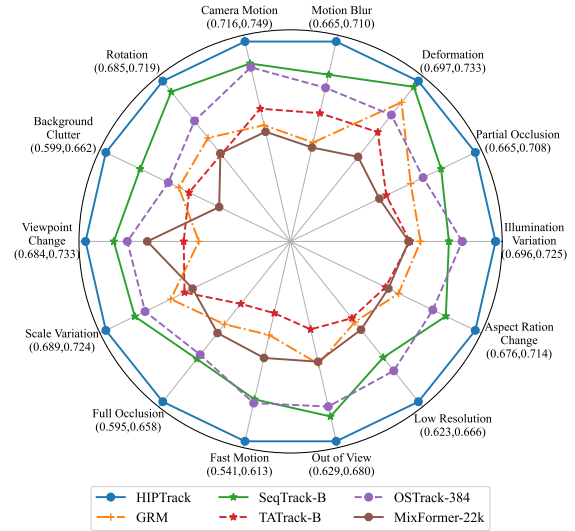 Camera Motion
(0.716,0.749)
Motion Blur
(0.665,0.710)
Rotation
(0.685,0.719)
Deformation
(0.697,0.733)
Background
Clutter
(0.599,0.662)
Partial Occlusion
(0.665,0.708)
Viewpoint
Change
(0.684,0.733)
Illumination
Variation
(0.696,0.725)
Scale Variation
(0.689,0.724)
Aspect Ration
Change
(0.676,0.714)
Full Occlusion
(0.595,0.658)
Low Resolution
(0.623,0.666)
Fast Motion
(0.541,0.613)
Out of View
(0.629,0.680)
HIPTrack
SeqTrack-B
OSTrack-384
GRM
TATrack-B
MixFormer-22k